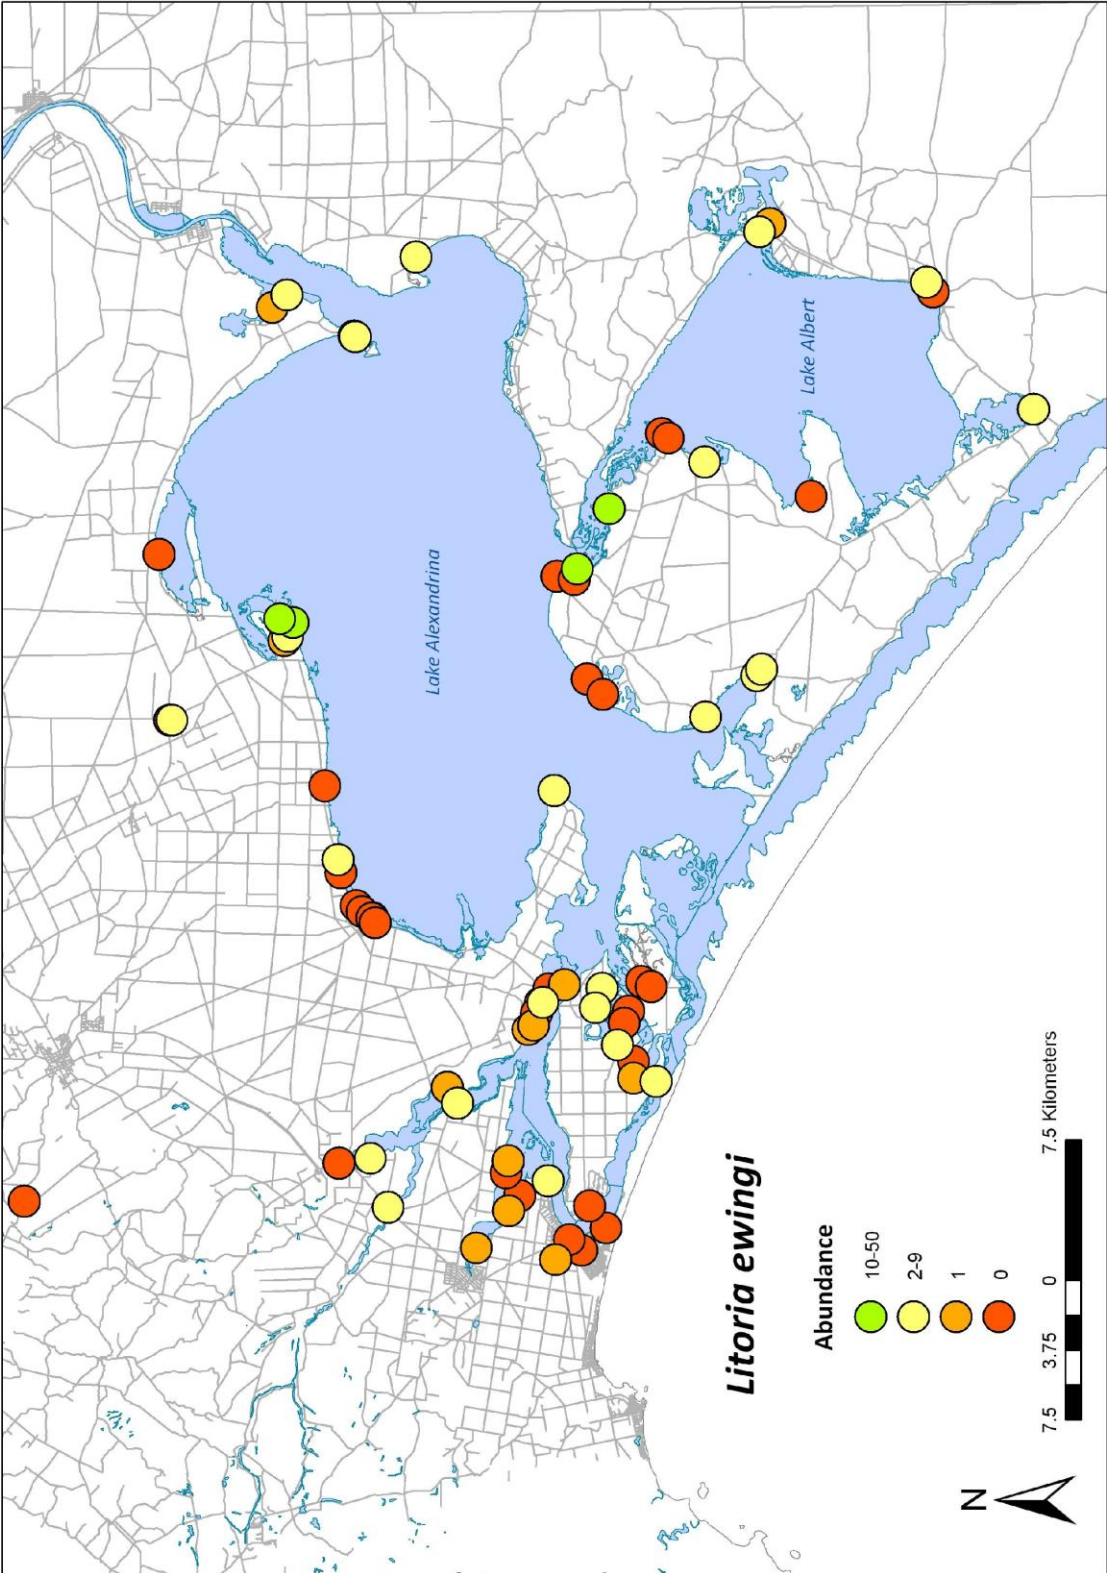 Lake Alexandrina
Lake Albert
Litoria ewingi
Abundance
10-50
2-9
1
0
7.5 3.75 0 7.5 Kilometers
N